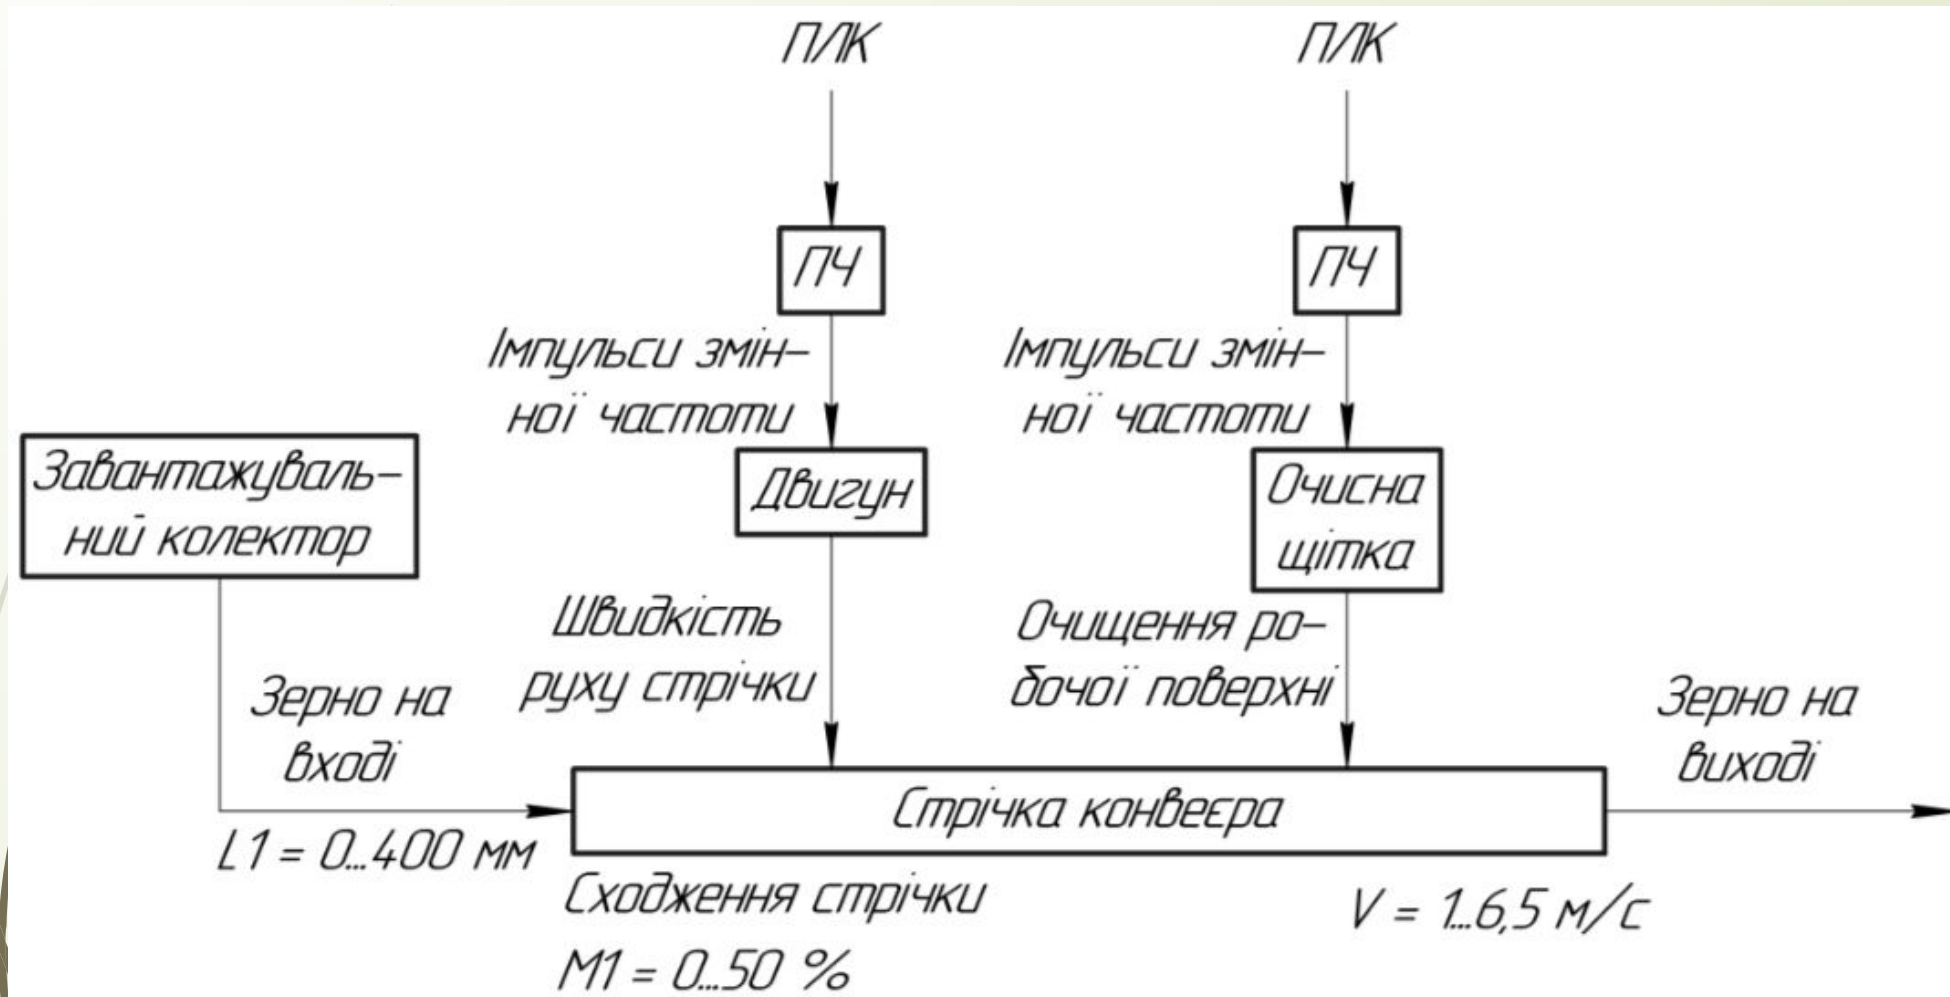 ПЛК
ПЛК
ПЧ
ПЧ
Імпульси змін-
ної частоти
Імпульси змін-
ної частоти
Завантажуваль-
ний колектор
Двигун
Очисна
щітка
Швидкість
руху стрічки
Очищення ро-
бочої поверхні
Зерно на
вході
Зерно на
виході
Стрічка конвеєра
L1 = 0...400 мм
Сходження стрічки
M1 = 0...50 %
V = 1...6,5 м/с